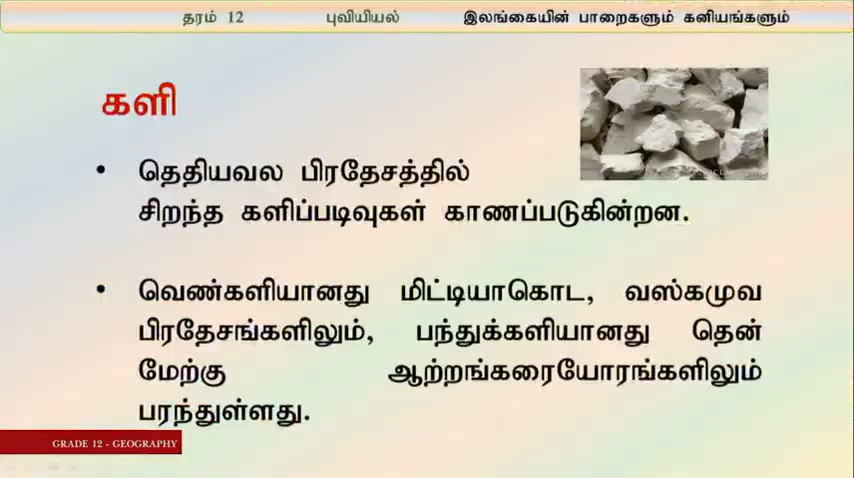 தரம் 12 புவியியல் இலங்கையின் பாறைகளும் கனியங்களும்
களி
• தெதியவல பிரதேசத்தில்
சிறந்த களிப்படிவுகள் காணப்படுகின்றன.
• வெண்களியானது மிட்டியாகொட, வஸ்கமுவ
பிரதேசங்களிலும், பந்துக்களியானது தென்
மேற்கு ஆற்றங்கரையோரங்களிலும்
பரந்துள்ளது.
GRADE 12 - GEOGRAPHY